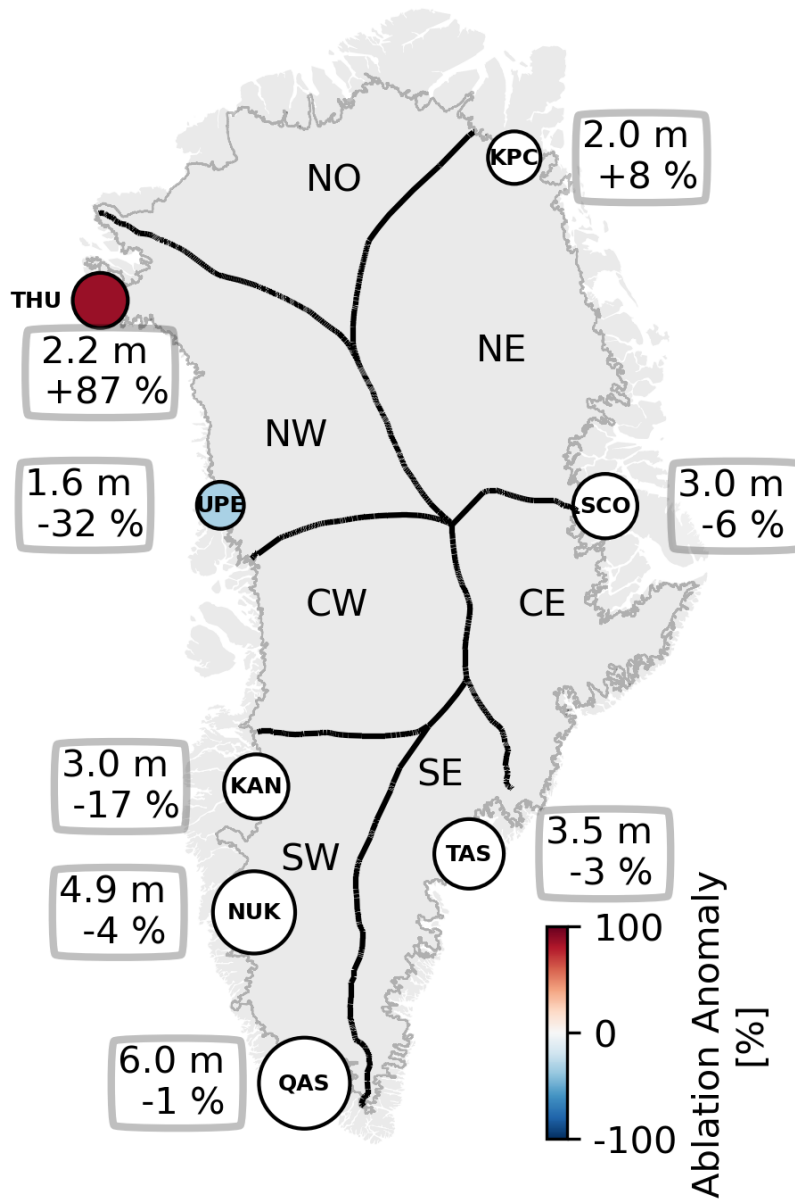 KPC
2.0 m
+8 %
NO
THU
2.2 m
+87 %
NE
NW
1.6 m
-32 %
UPE
SCO
3.0 m
-6 %
CW
CE
3.0 m
-17 %
KAN
SE
3.5 m
-3 %
TAS
SW
4.9 m
-4 %
NUK
6.0 m
-1 %
QAS
100
0
-100
Ablation Anomaly
[%]